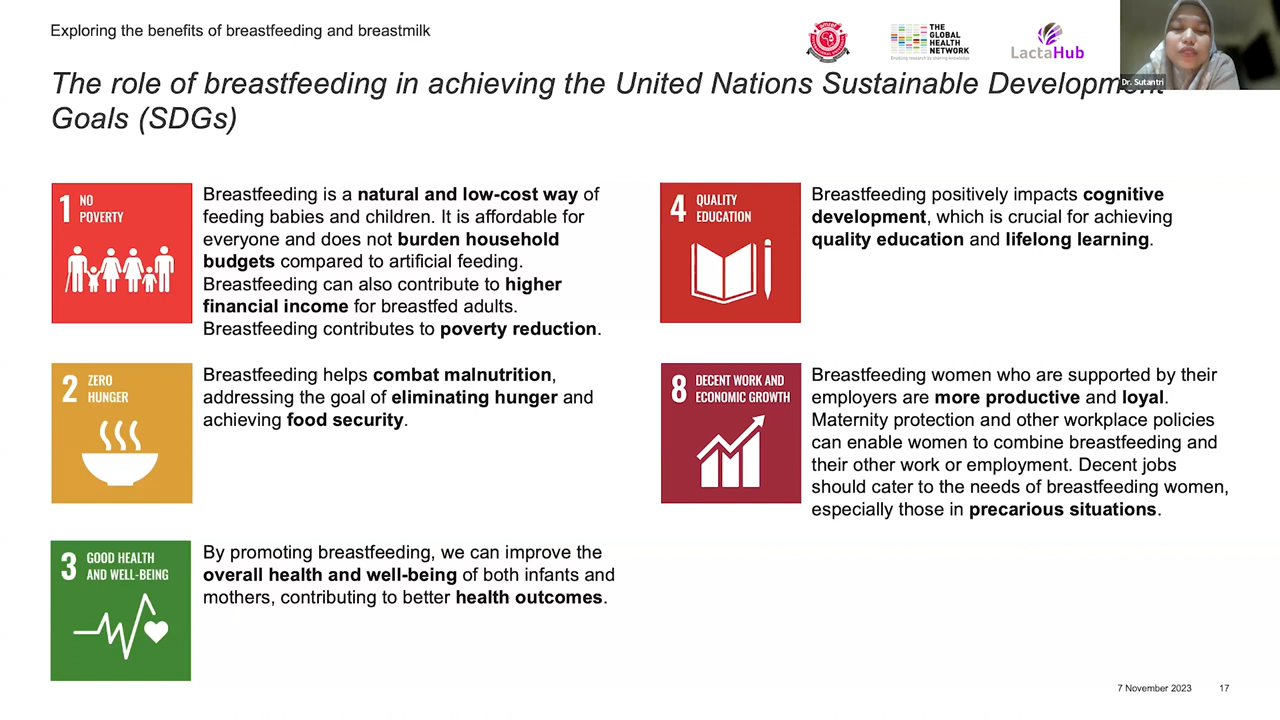 Exploring the benefits of breastfeeding and breastmilk
THE
GLOBAL
HEALTH
NETWORK
Enabling research by sharing knowledge
LactaHub
Dr. Sutantri
The role of breastfeeding in achieving the United Nations Sustainable Development
Goals (SDGs)
1 NO
POVERTY
Breastfeeding is a natural and low-cost way of
feeding babies and children. It is affordable for
everyone and does not burden household
budgets compared to artificial feeding.
Breastfeeding can also contribute to higher
financial income for breastfed adults.
Breastfeeding contributes to poverty reduction.
2 ZERO
HUNGER
Breastfeeding helps combat malnutrition,
addressing the goal of eliminating hunger and
achieving food security.
3 GOOD HEALTH
AND WELL-BEING
By promoting breastfeeding, we can improve the
overall health and well-being of both infants and
mothers, contributing to better health outcomes.
4 QUALITY
EDUCATION
Breastfeeding positively impacts cognitive
development, which is crucial for achieving
quality education and lifelong learning.
8 DECENT WORK AND
ECONOMIC GROWTH
Breastfeeding women who are supported by their
employers are more productive and loyal.
Maternity protection and other workplace policies
can enable women to combine breastfeeding and
their other work or employment. Decent jobs
should cater to the needs of breastfeeding women,
especially those in precarious situations.
7 November 2023 17